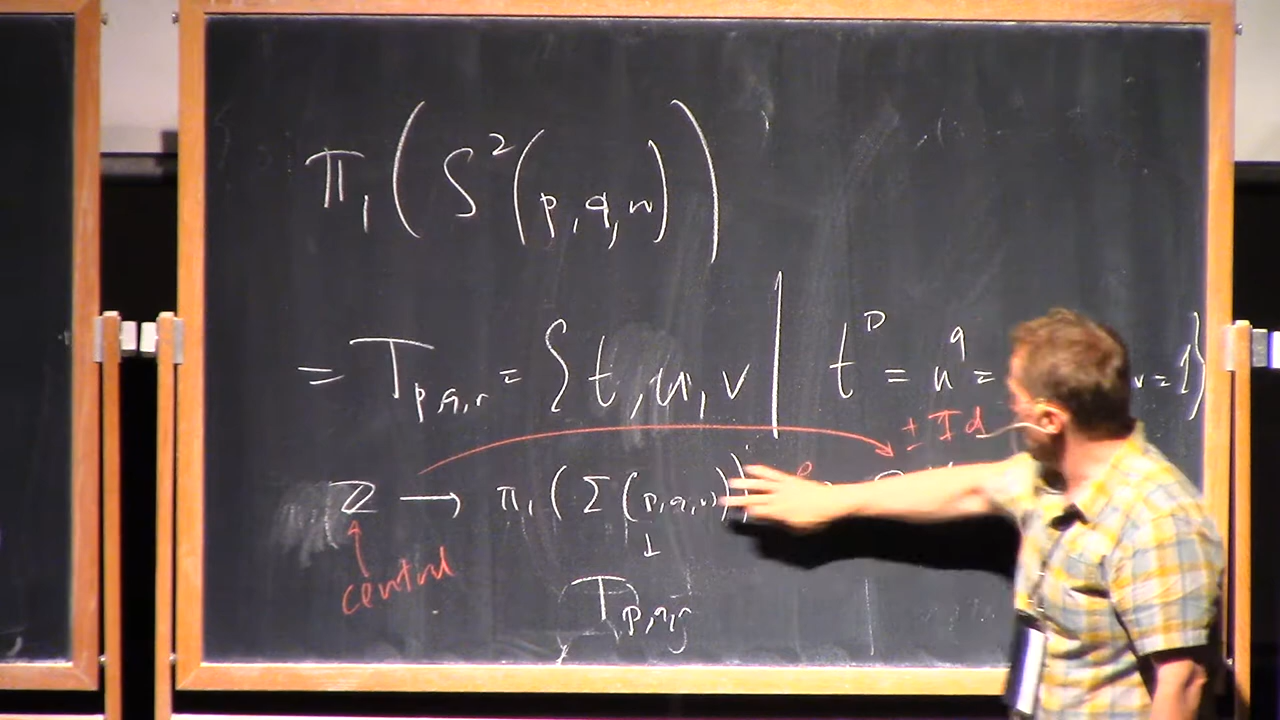 π₁(S²(p,q,r))
= T_{p,q,r} = {t,u,v | t^p = u^q = v=1}
± Id
Z → π₁(Σ(p,q,r)) ρ
↑ ↓
central
T_{p,q,r}